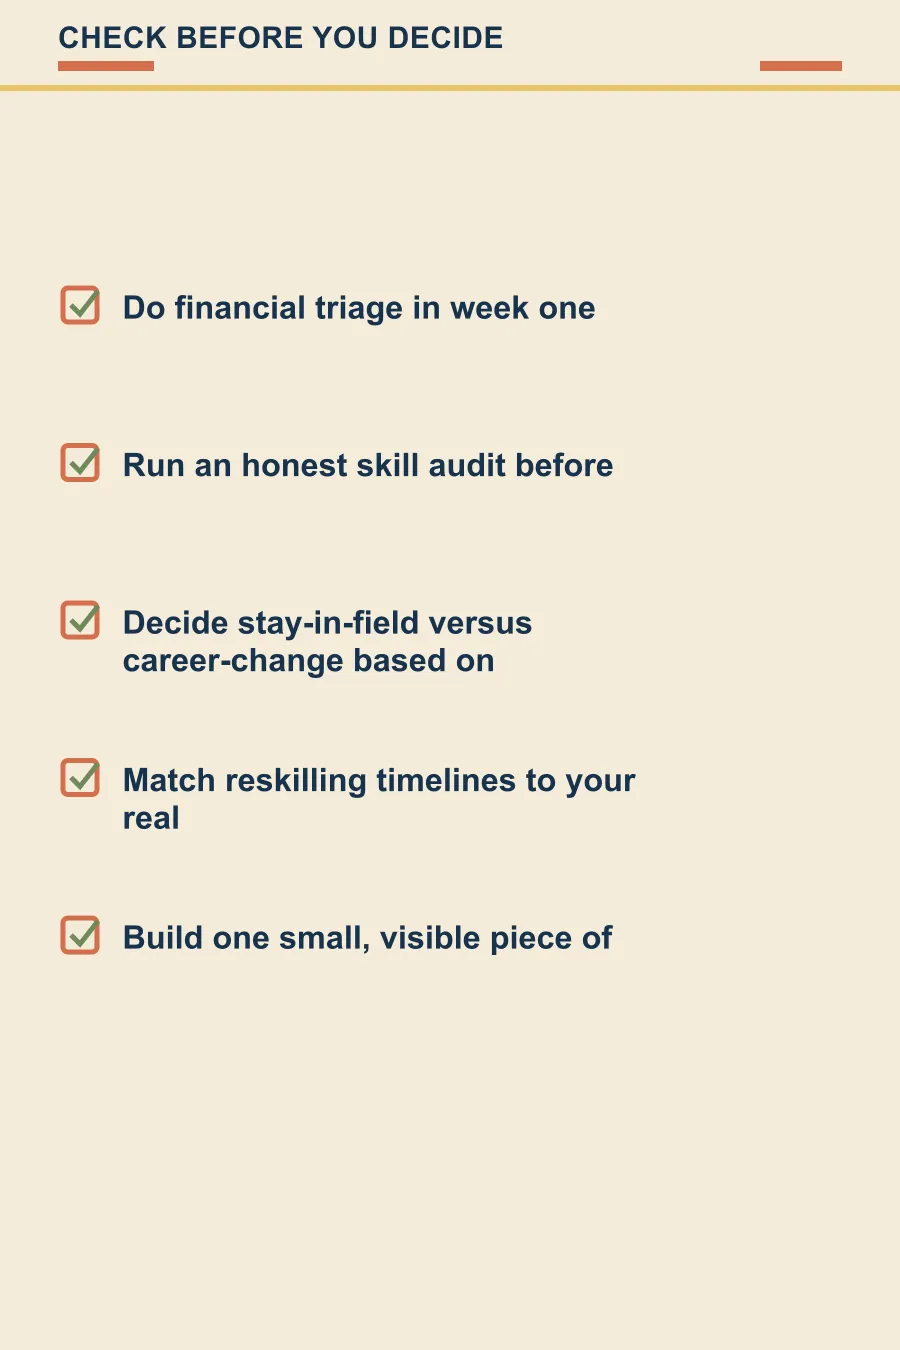 CHECK BEFORE YOU DECIDE
Do financial triage in week one
Run an honest skill audit before
Decide stay-in-field versus
career-change based on
Match reskilling timelines to your
real
Build one small, visible piece of